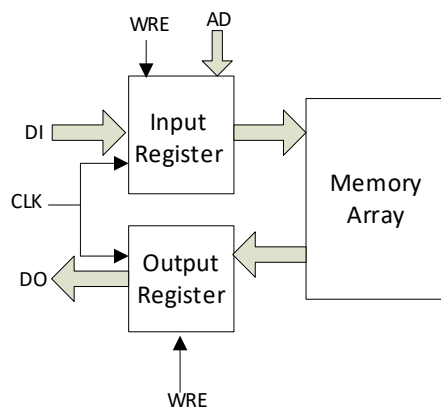 WRE
AD
DI
Input
Register
CLK
Memory
Array
DO
Output
Register
WRE